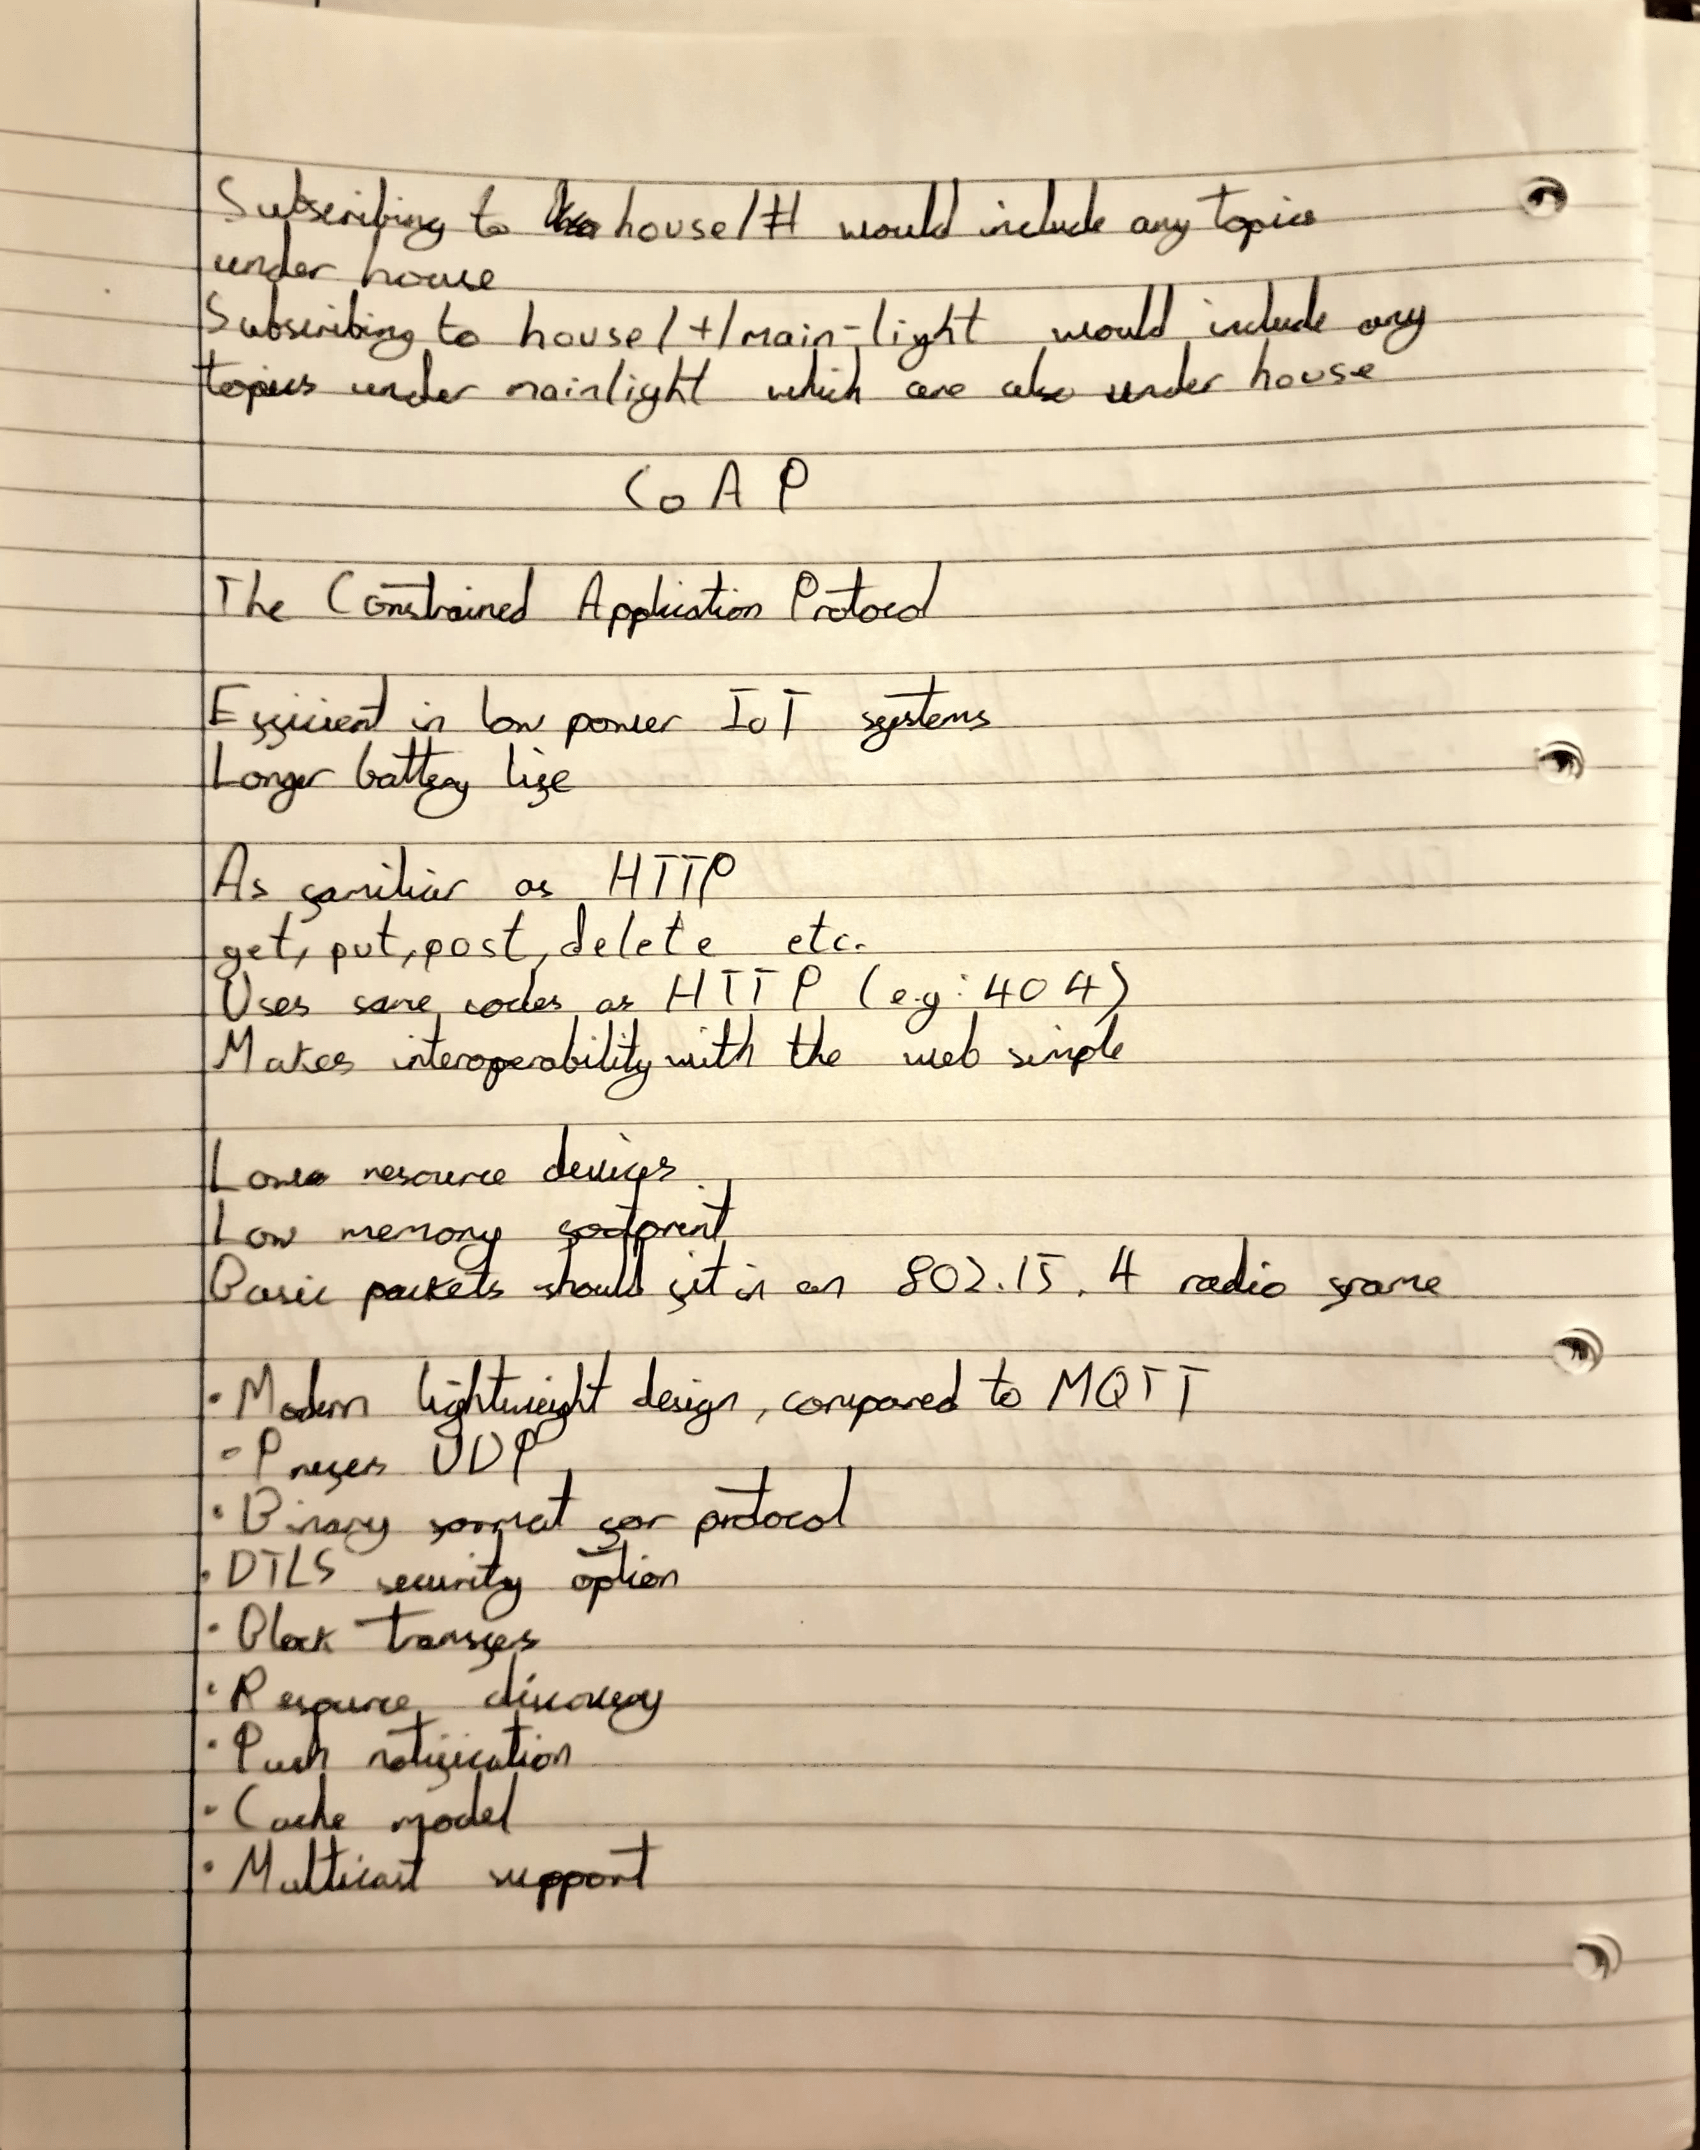 Subscribing to house/# would include any topics
under house
Subscribing to house/+/main-light would include any
topics under mainlight which are also under house
CoAP
The Constrained Application Protocol
Efficient in low power IoT systems
Longer battery life
As familiar as HTTP
get, put, post, delete etc.
Uses same codes as HTTP (e.g: 404)
Makes interoperability with the web simple
Low resource devices
Low memory footprint
Basic packets should fit in an 802.15.4 radio frame
• Modern lightweight design, compared to MQTT
- Prefers UDP
• Binary format for protocol
• DTLS security option
• Block transfers
• Resource discovery
• Push notification
• Cache model
• Multicast support